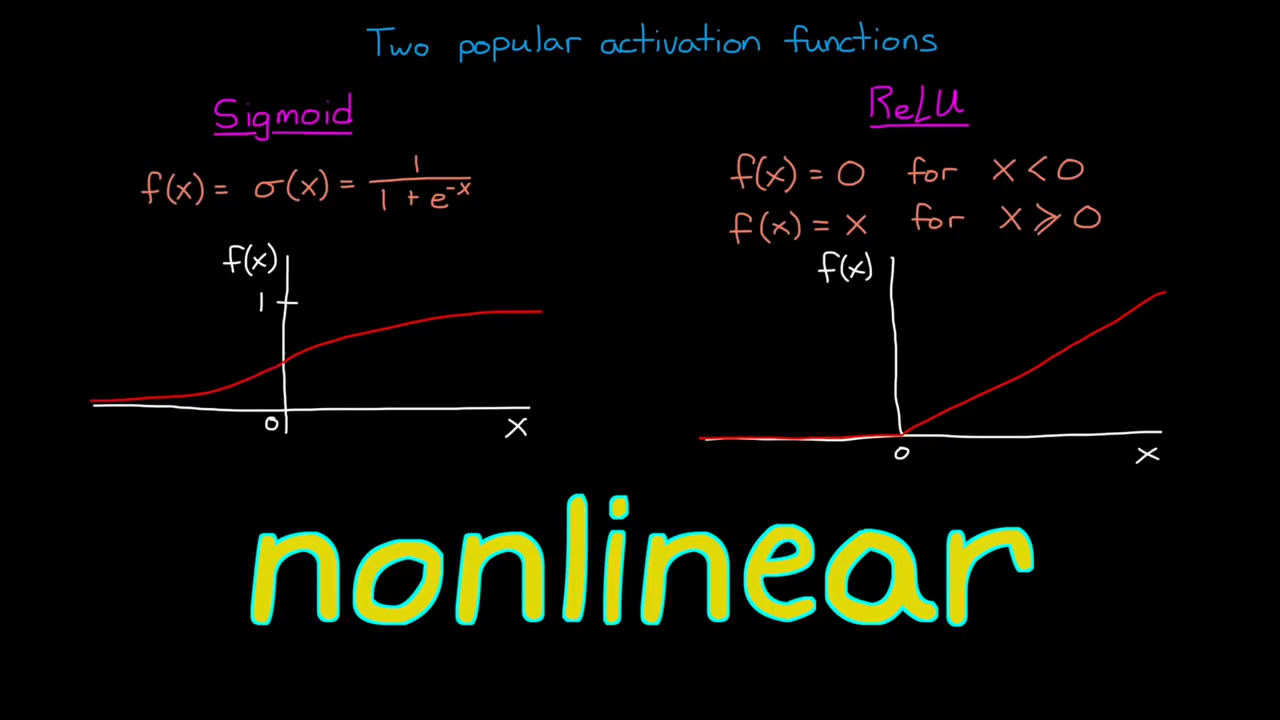 Two popular activation functions
Sigmoid
f(x) = σ(x) = 1 / (1 + e^-x)
f(x)
1
0
x
ReLU
f(x) = 0 for x < 0
f(x) = x for x ⩾ 0
f(x)
0
x
nonlinear